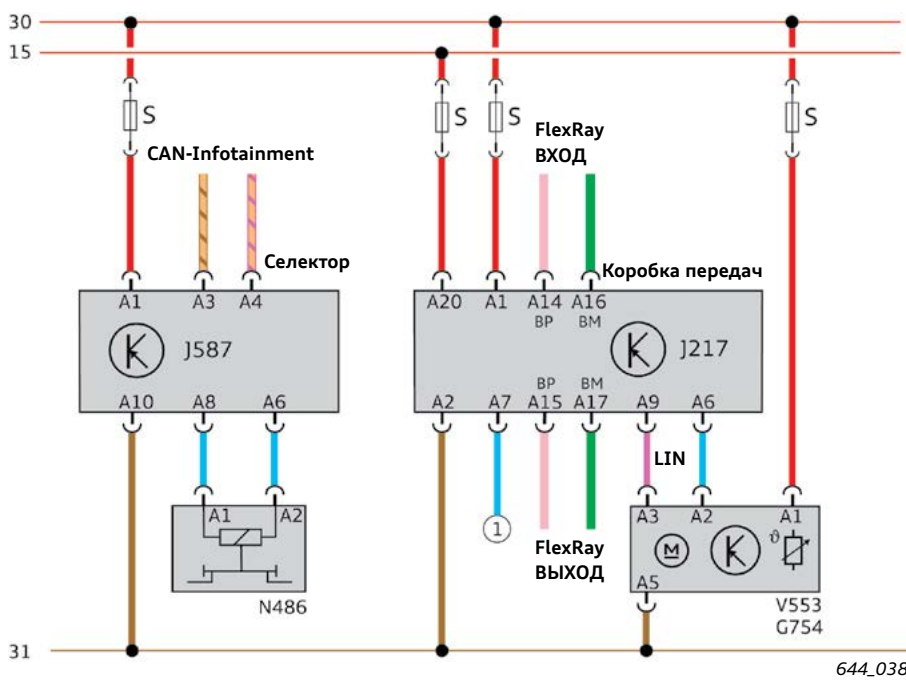 30
15
S
S
S
S
CAN-Infotainment
FlexRay
ВХОД
Селектор
Коробка передач
A1 A3 A4
J587
A10 A8 A6
A20 A1 A14 A16
BP BM
J217
BP BM
A2 A7 A15 A17 A9 A6
LIN
A1 A2
N486
1
FlexRay
ВЫХОД
A3 A2 A1
M
ϑ
A5
V553
G754
31
644_038